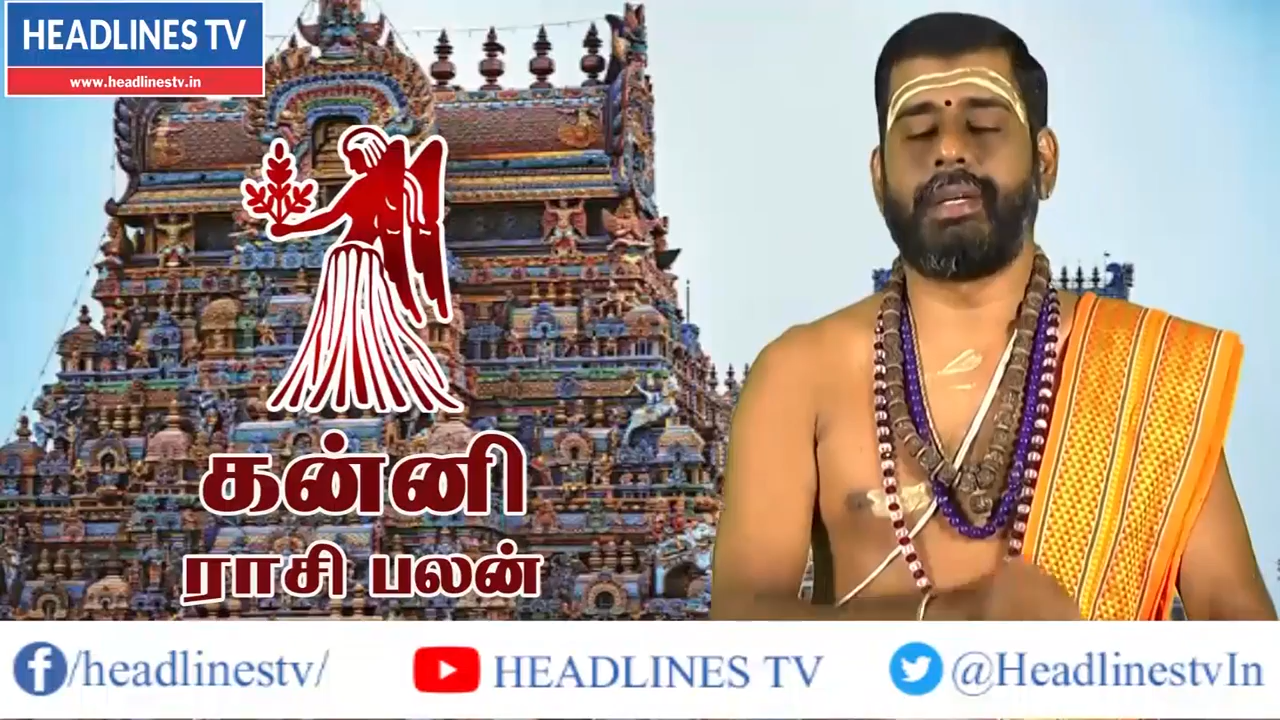 HEADLINES TV
www.headlinestv.in
கன்னி
ராசி பலன்
/headlinestv/
HEADLINES TV
@HeadlinestvIn